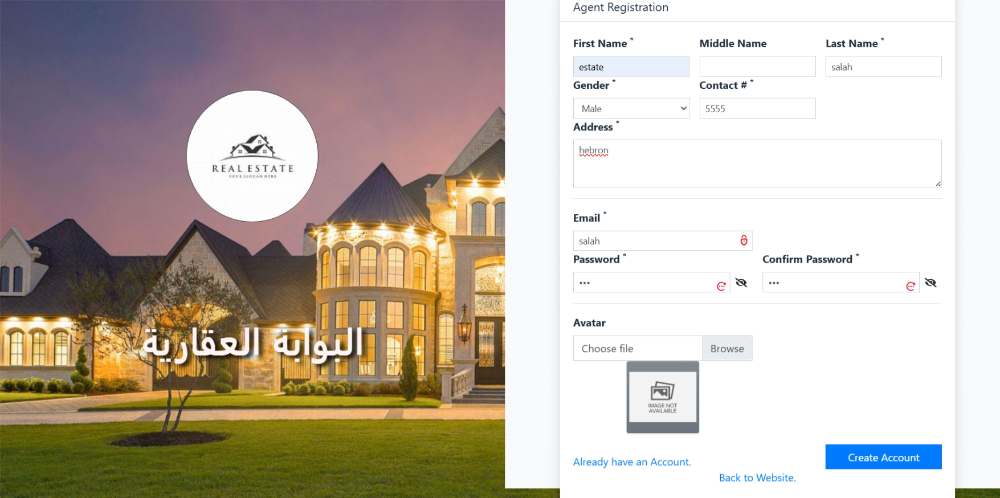 REAL ESTATE
YOUR SLOGAN HERE
البوابة العقارية
Agent Registration
First Name *
Middle Name
Last Name *
estate
salah
Gender *
Contact # *
Male
5555
Address *
hebron
Email *
salah
Password *
Confirm Password *
•••
•••
Avatar
Choose file
Browse
IMAGE NOT
AVAILABLE
Already have an Account.
Create Account
Back to Website.